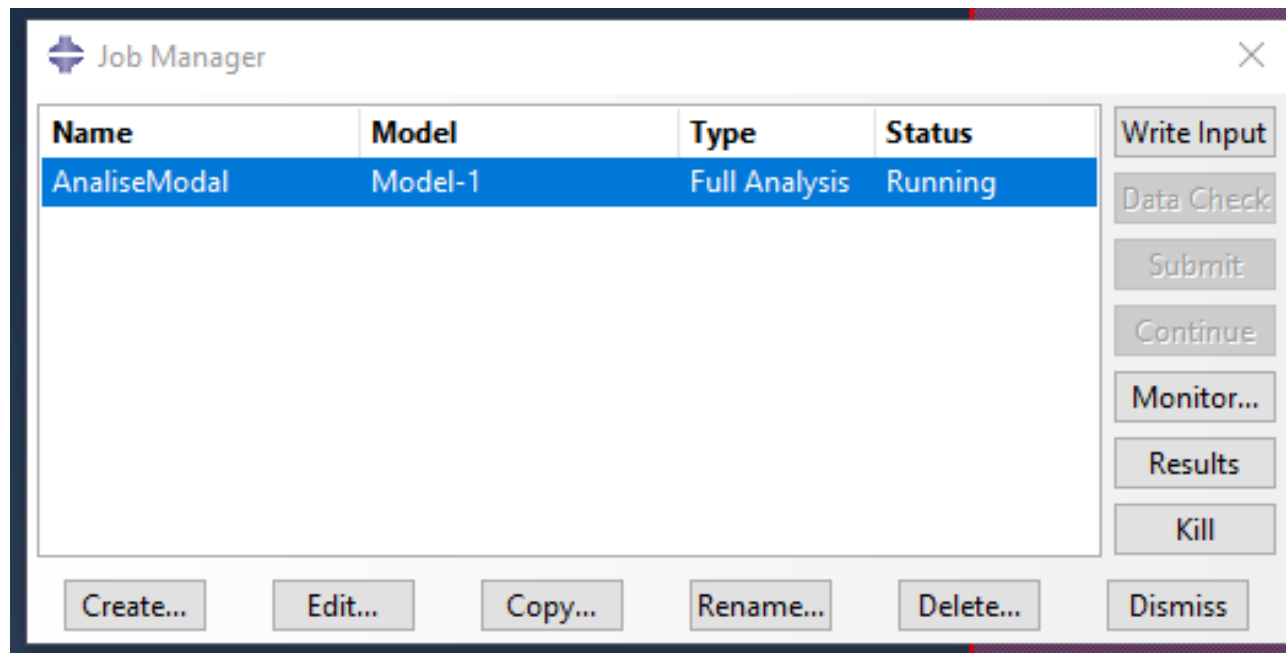 Job Manager
Name Model Type Status
AnaliseModal Model-1 Full Analysis Running
Write Input
Data Check
Submit
Continue
Monitor...
Results
Kill
Create... Edit... Copy... Rename... Delete... Dismiss